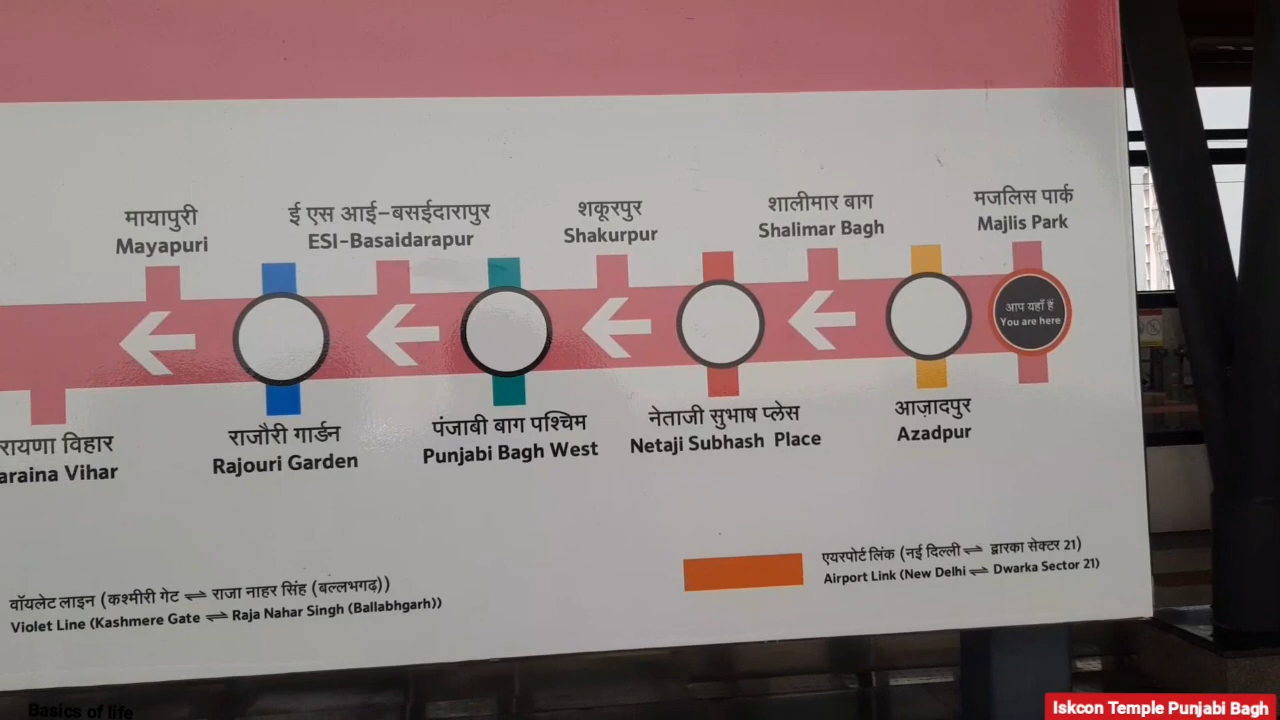 मायापुरी
Mayapuri
ई एस आई-बसईदारापुर
ESI-Basaidarapur
शकूरपुर
Shakurpur
शालीमार बाग
Shalimar Bagh
मजलिस पार्क
Majlis Park
आप यहाँ हैं
You are here
रायणा विहार
araina Vihar
राजौरी गार्डन
Rajouri Garden
पंजाबी बाग पश्चिम
Punjabi Bagh West
नेताजी सुभाष प्लेस
Netaji Subhash Place
आज़ादपुर
Azadpur
वॉयलेट लाइन (कश्मीरी गेट ⇌ राजा नाहर सिंह (बल्लभगढ़))
Violet Line (Kashmere Gate ⇌ Raja Nahar Singh (Ballabhgarh))
एयरपोर्ट लिंक (नई दिल्ली ⇌ द्वारका सेक्टर 21)
Airport Link (New Delhi ⇌ Dwarka Sector 21)
Basics of life
Iskcon Temple Punjabi Bagh